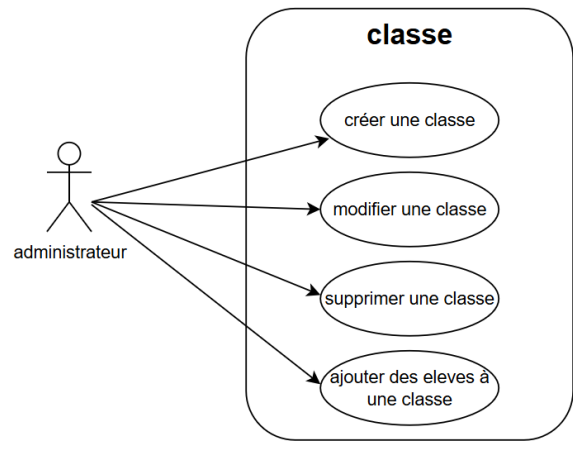 classe
créer une classe
modifier une classe
administrateur
supprimer une classe
ajouter des eleves à
une classe